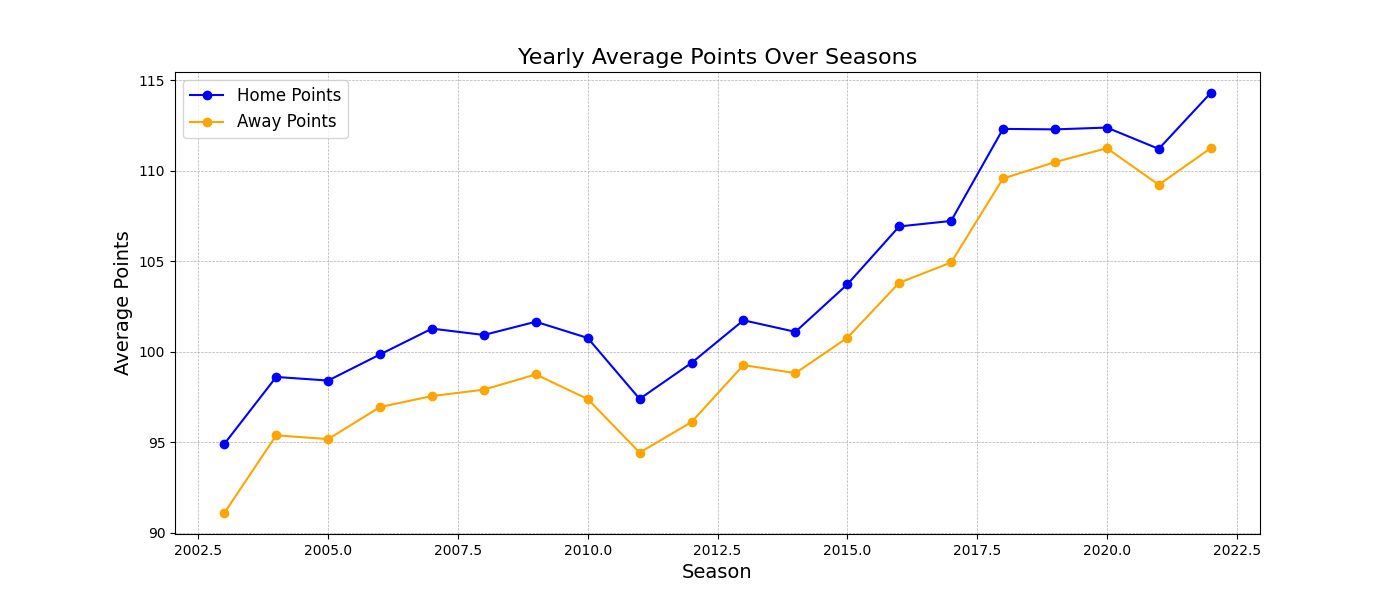 Yearly Average Points Over Seasons
Home Points
Away Points
Average Points
115
110
105
100
95
90
2002.5 2005.0 2007.5 2010.0 2012.5 2015.0 2017.5 2020.0 2022.5
Season